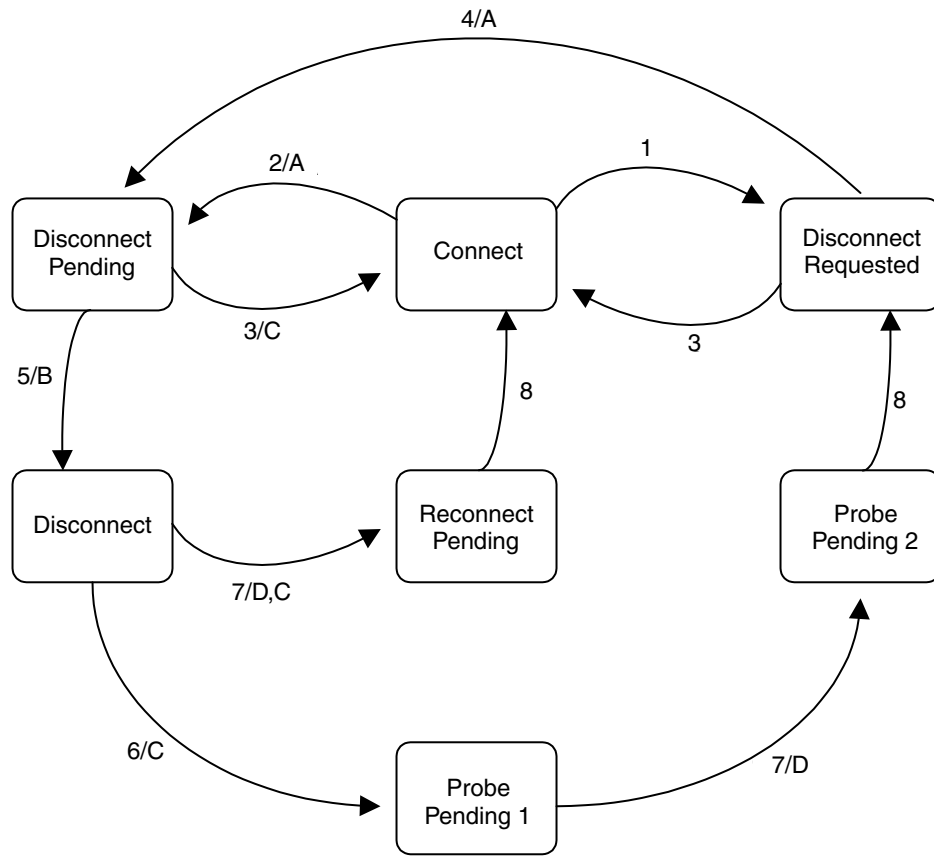 4/A
2/A
1
Disconnect
Pending
Connect
Disconnect
Requested
3/C
3
5/B
8
8
Disconnect
Reconnect
Pending
Probe
Pending 2
7/D,C
6/C
7/D
Probe
Pending 1